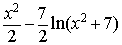 x²/2 − 7/2 ln(x² + 7)